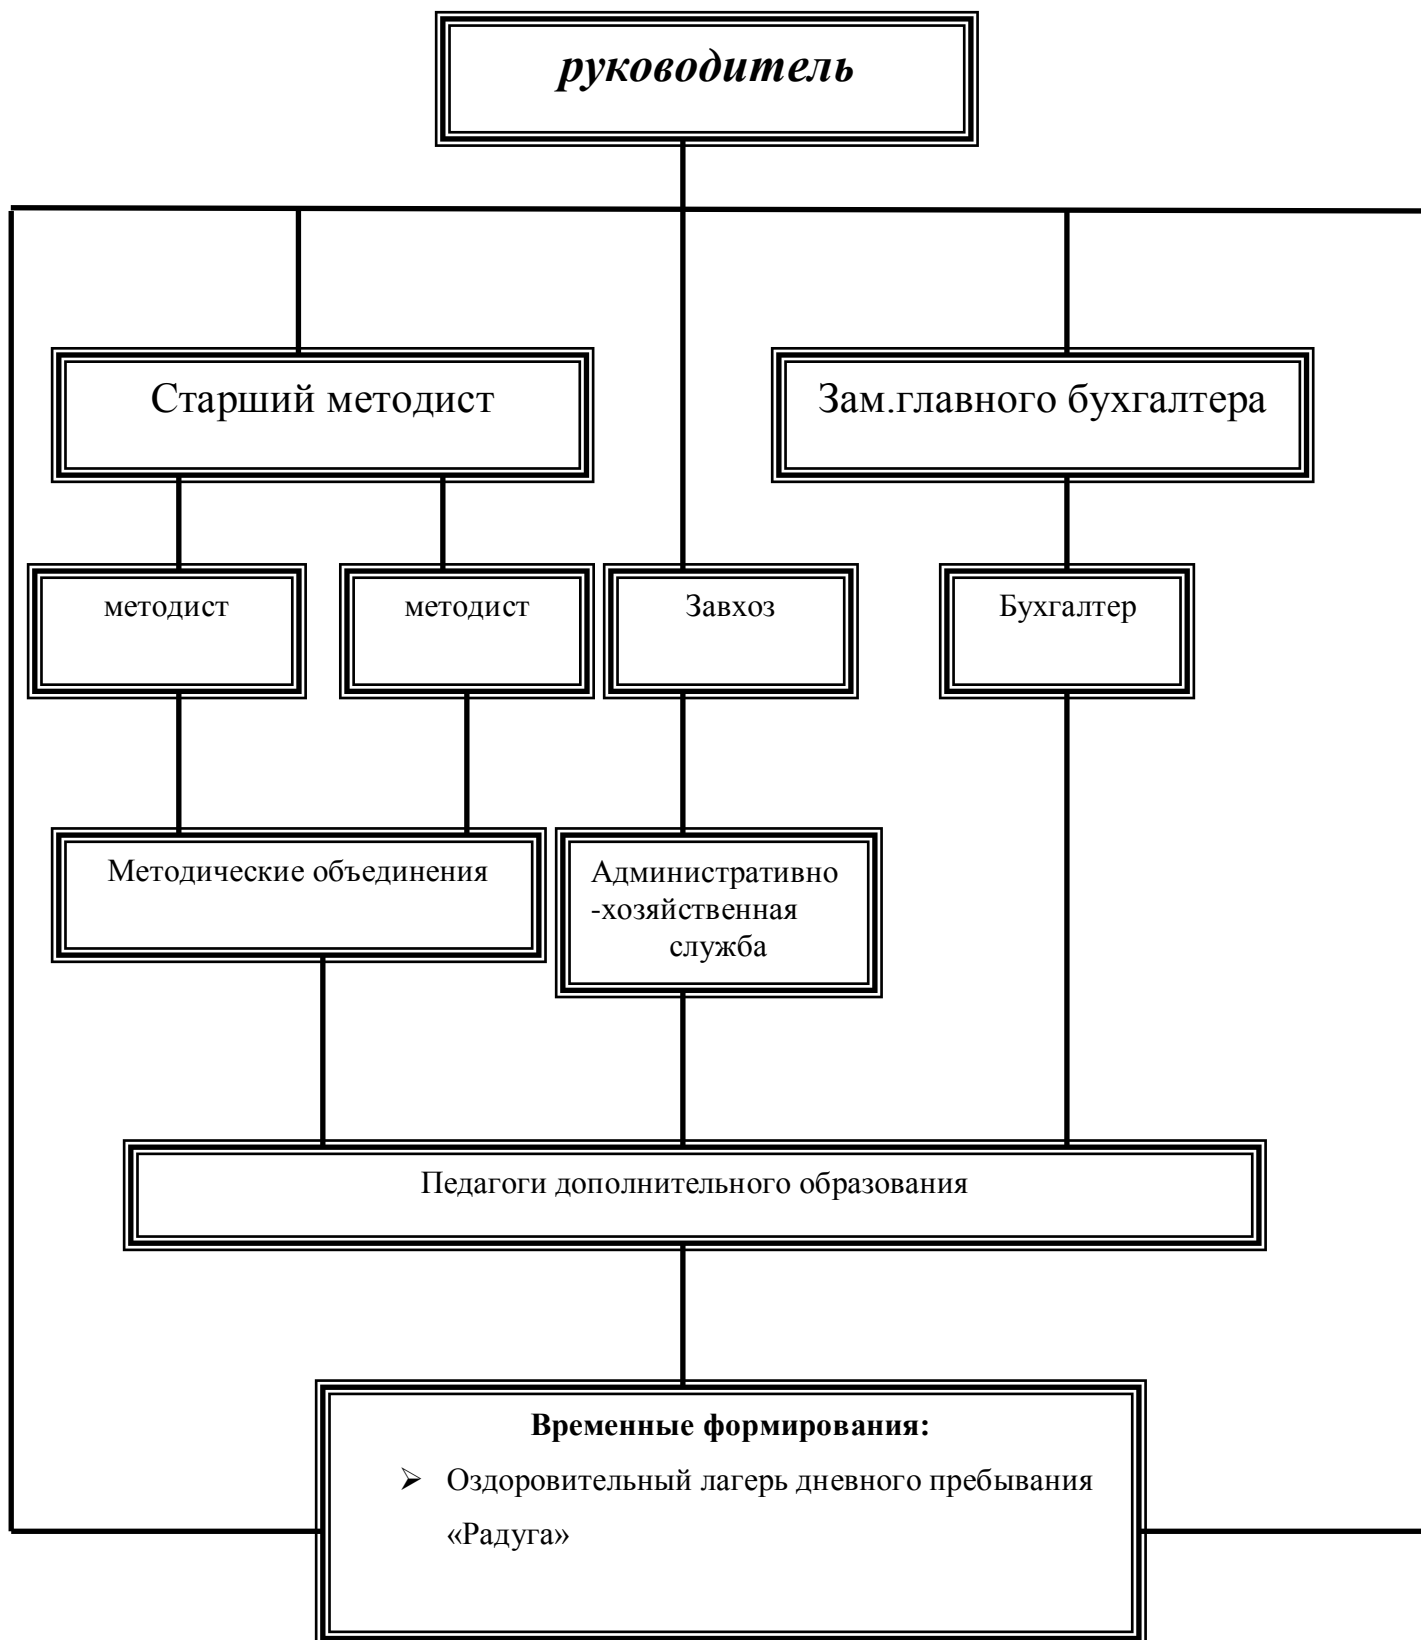 руководитель
Старший методист
Зам.главного бухгалтера
методист
методист
Завхоз
Бухгалтер
Методические объединения
Административно
-хозяйственная
служба
Педагоги дополнительного образования
Временные формирования:
➢ Оздоровительный лагерь дневного пребывания
«Радуга»